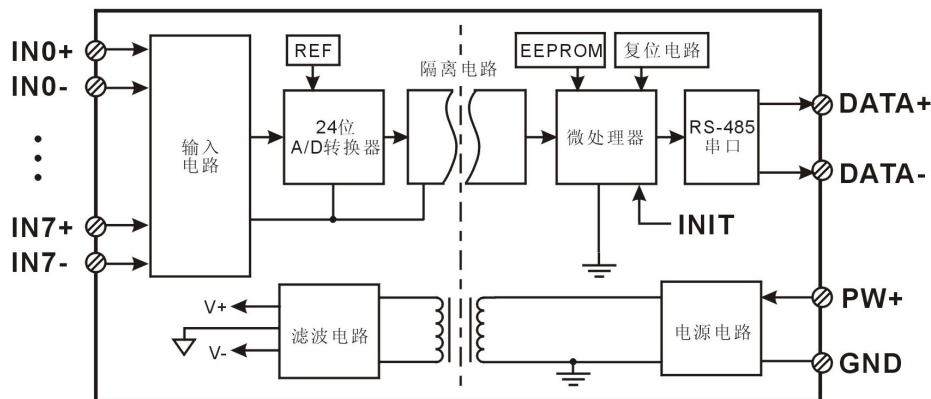 IN0+
IN0-
IN7+
IN7-
输入
电路
REF
24位
A/D转换器
隔离电路
EEPROM
复位电路
微处理器
RS-485
串口
DATA+
DATA-
INIT
V+
V-
滤波电路
电源电路
PW+
GND